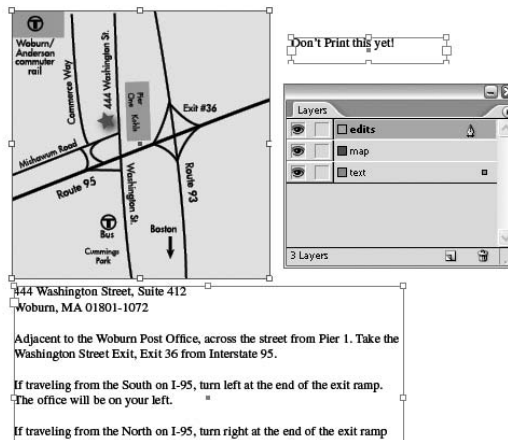 T
Woburn/
Anderson
commuter
rail
Commerce Way
444 Washington St.
Pier
One
Kohls
Exit #36
Mishawum Road
Route 95
Washington St.
Route 93
T
Bus
Cummings
Park
Boston
Don't Print this yet!
Layers
edits
map
text
3 Layers
444 Washington Street, Suite 412
Woburn, MA 01801-1072
Adjacent to the Woburn Post Office, across the street from Pier 1. Take the
Washington Street Exit, Exit 36 from Interstate 95.
If traveling from the South on I-95, turn left at the end of the exit ramp.
The office will be on your left.
If traveling from the North on I-95, turn right at the end of the exit ramp